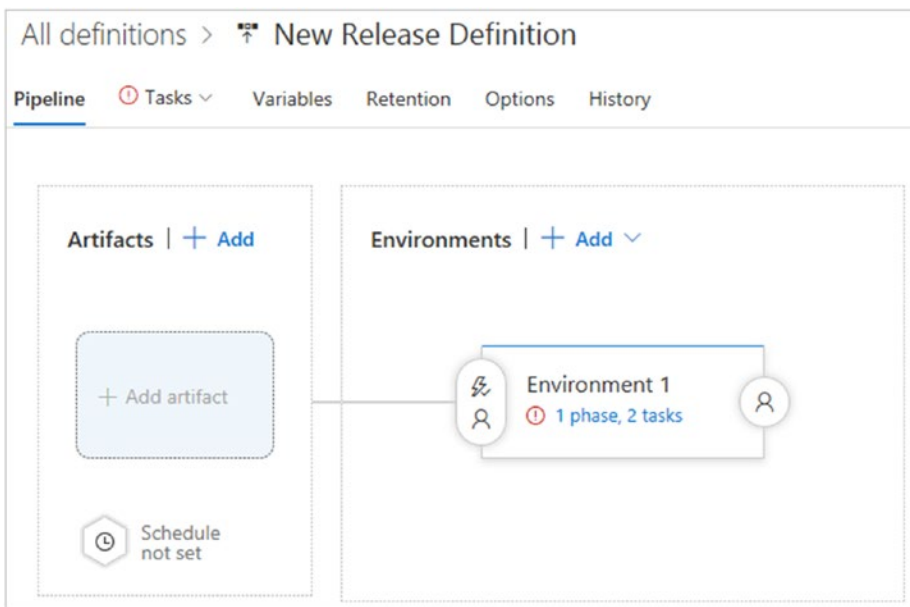 All definitions > New Release Definition
Pipeline Tasks Variables Retention Options History
Artifacts | + Add
Environments | + Add
+ Add artifact
Environment 1
1 phase, 2 tasks
Schedule
not set